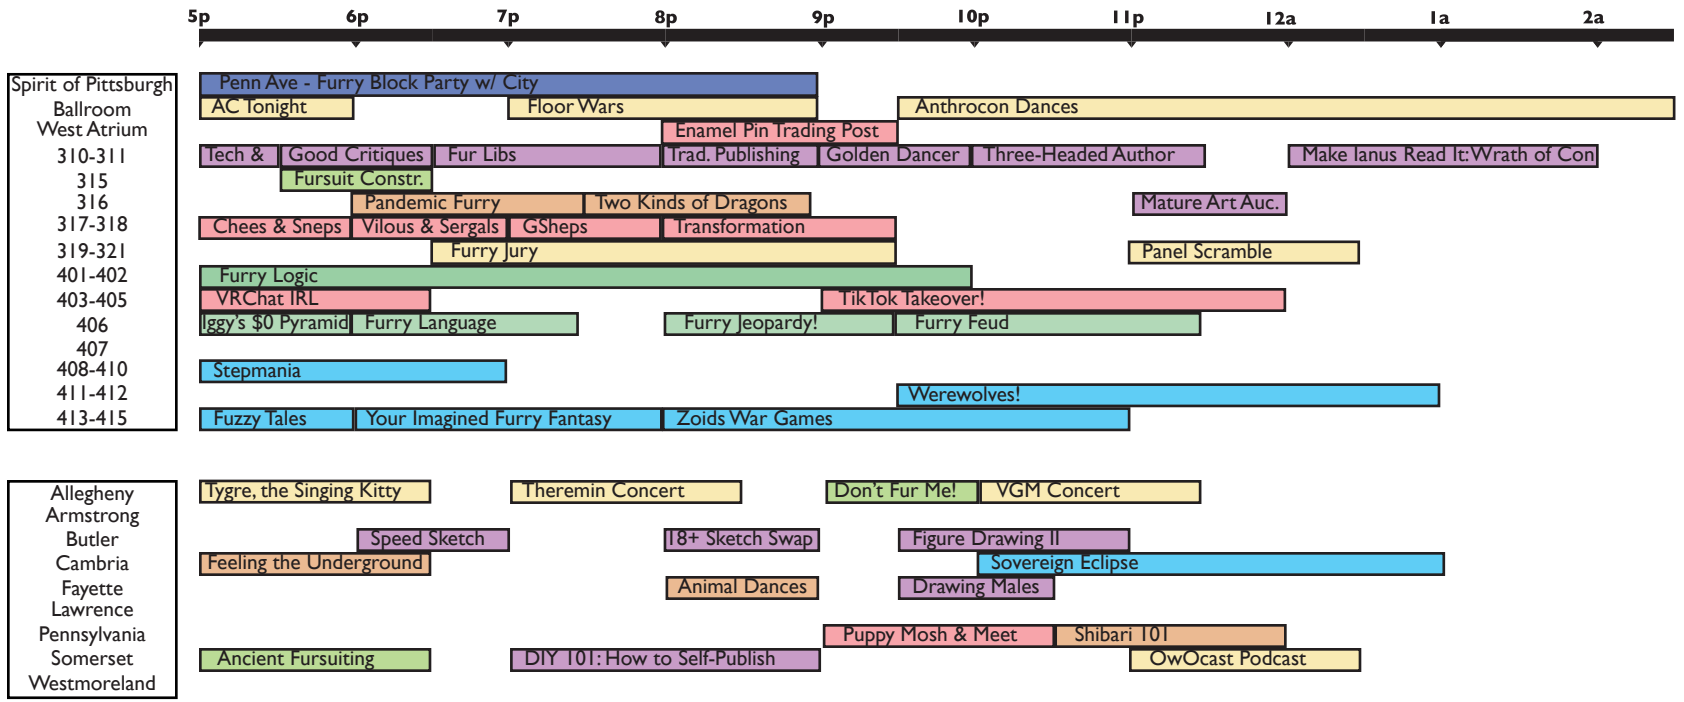 5p 6p 7p 8p 9p 10p 11p 12a 1a 2a
Spirit of Pittsburgh Penn Ave - Furry Block Party w/ City
Ballroom AC Tonight Floor Wars Anthrocon Dances
West Atrium Enamel Pin Trading Post
310-311 Tech & Good Critiques Fur Libs Trad. Publishing Golden Dancer Three-Headed Author Make Ianus Read It: Wrath of Con
315 Fursuit Constr.
316 Pandemic Furry Two Kinds of Dragons Mature Art Auc.
317-318 Chees & Sneps Vilous & Sergals GSheps Transformation
319-321 Furry Jury Panel Scramble
401-402 Furry Logic
403-405 VRChat IRL TikTok Takeover!
406 Iggy's $0 Pyramid Furry Language Furry Jeopardy! Furry Feud
407
408-410 Stepmania
411-412 Werewolves!
413-415 Fuzzy Tales Your Imagined Furry Fantasy Zoids War Games
Allegheny Tygre, the Singing Kitty Theremin Concert Don't Fur Me! VGM Concert
Armstrong
Butler Speed Sketch 18+ Sketch Swap Figure Drawing II
Cambria Feeling the Underground Sovereign Eclipse
Fayette Animal Dances Drawing Males
Lawrence
Pennsylvania Puppy Mosh & Meet Shibari 101
Somerset Ancient Fursuiting DIY 101: How to Self-Publish OwOcast Podcast
Westmoreland